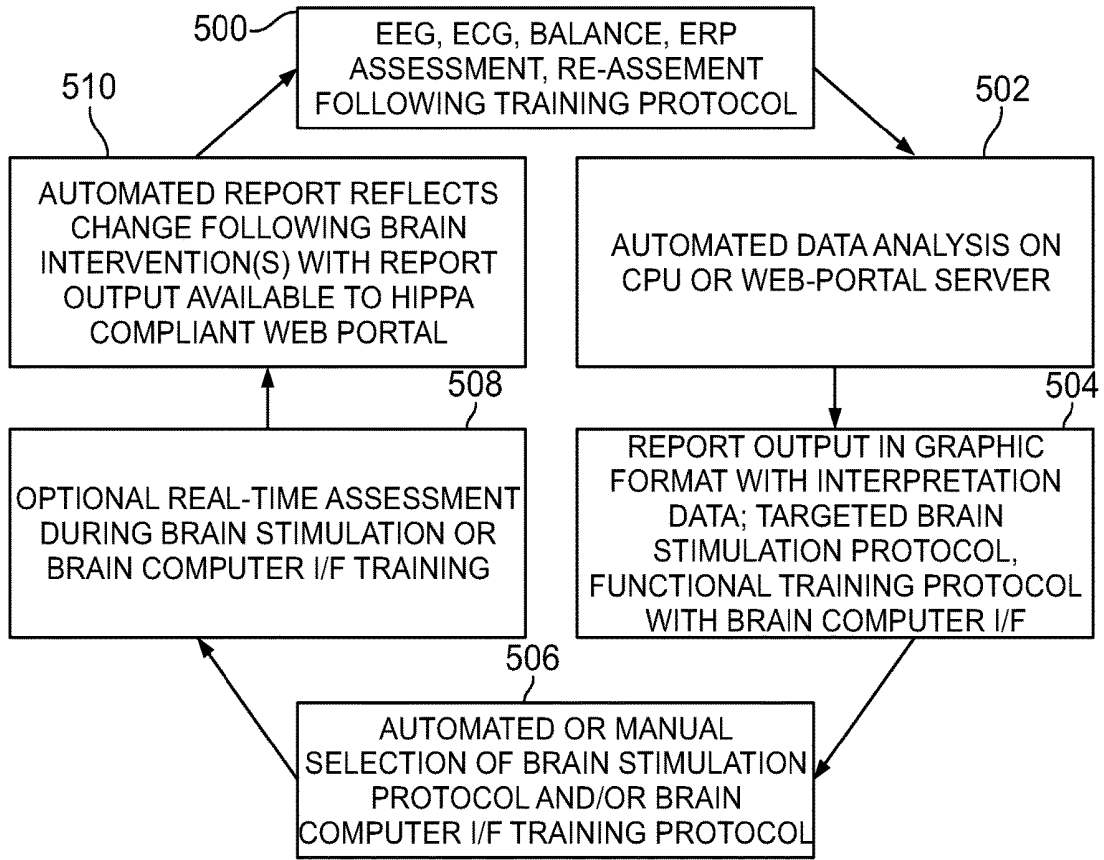 500
EEG, ECG, BALANCE, ERP
ASSESSMENT, RE-ASSEMENT
FOLLOWING TRAINING PROTOCOL
502
AUTOMATED DATA ANALYSIS ON
CPU OR WEB-PORTAL SERVER
504
REPORT OUTPUT IN GRAPHIC
FORMAT WITH INTERPRETATION
DATA; TARGETED BRAIN
STIMULATION PROTOCOL,
FUNCTIONAL TRAINING PROTOCOL
WITH BRAIN COMPUTER I/F
506
AUTOMATED OR MANUAL
SELECTION OF BRAIN STIMULATION
PROTOCOL AND/OR BRAIN
COMPUTER I/F TRAINING PROTOCOL
508
OPTIONAL REAL-TIME ASSESSMENT
DURING BRAIN STIMULATION OR
BRAIN COMPUTER I/F TRAINING
510
AUTOMATED REPORT REFLECTS
CHANGE FOLLOWING BRAIN
INTERVENTION(S) WITH REPORT
OUTPUT AVAILABLE TO HIPPA
COMPLIANT WEB PORTAL